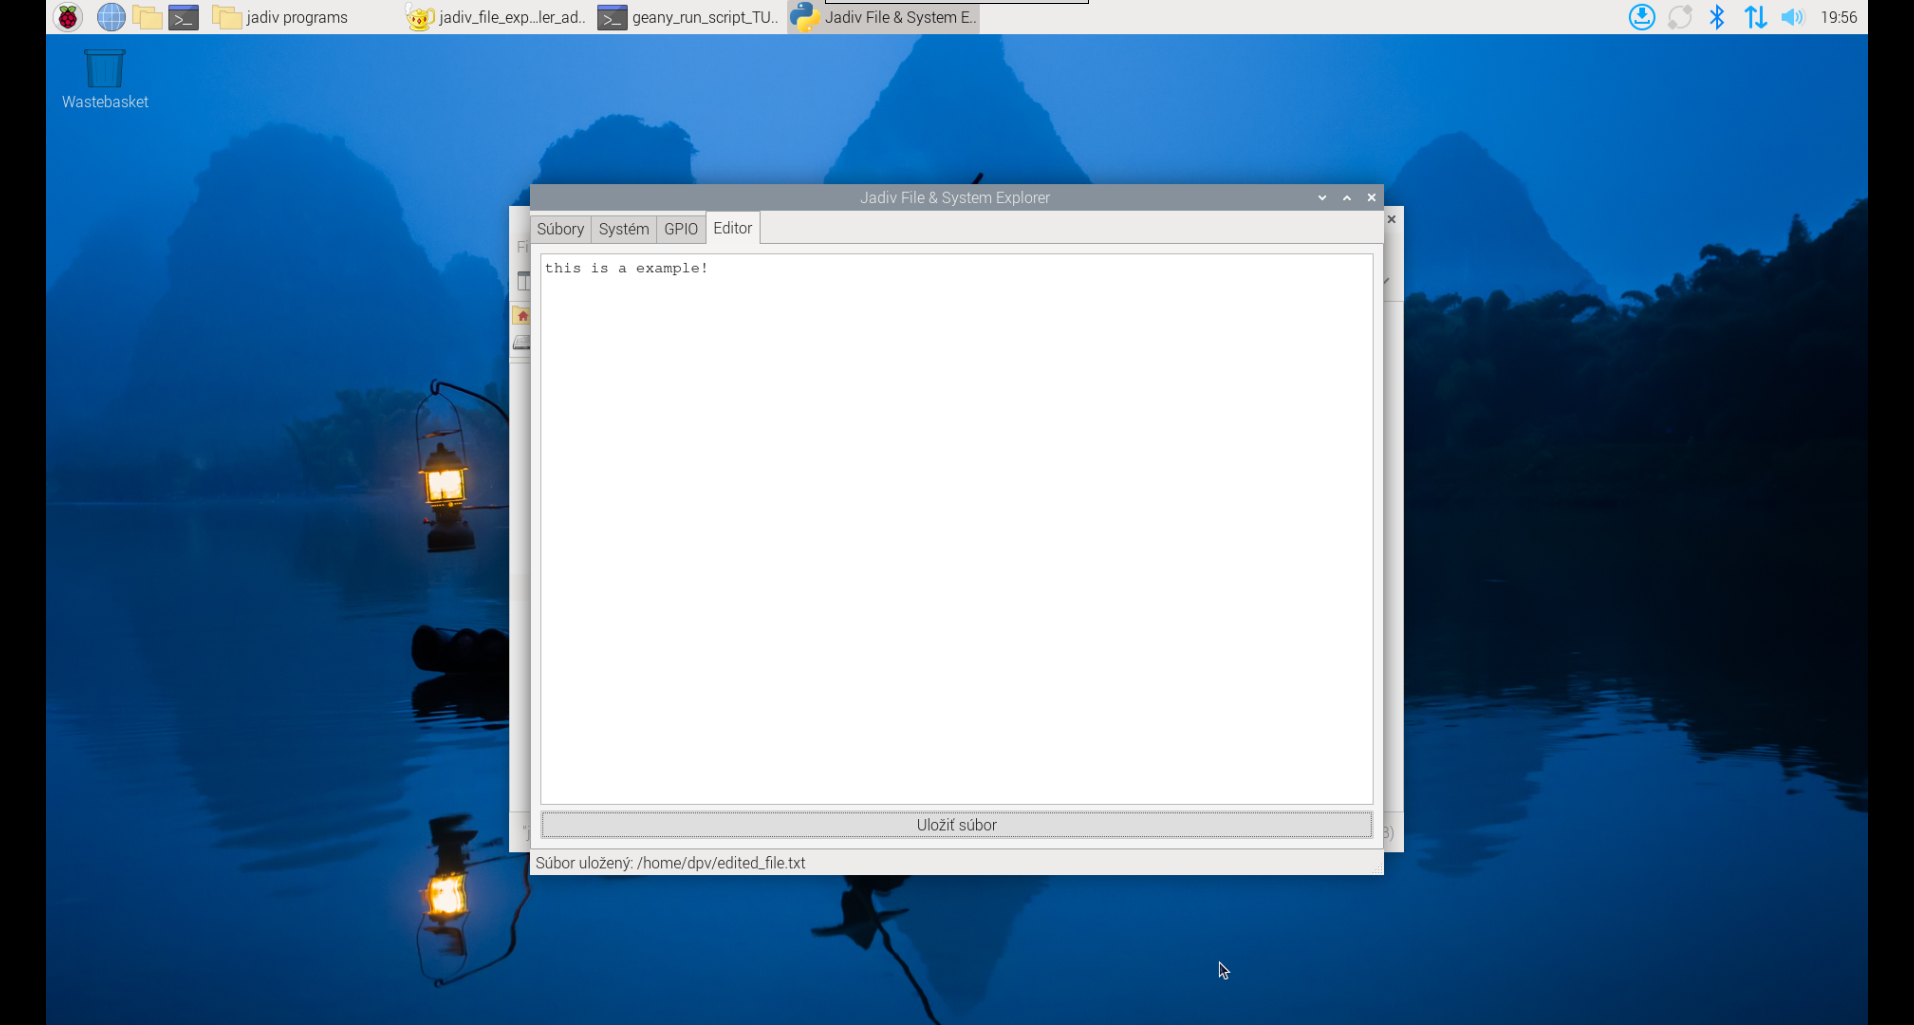 jadiv programs
jadiv_file_exp...ler_ad..
geany_run_script_TU..
Jadiv File & System E..
19:56
Wastebasket
Jadiv File & System Explorer
Súbory
Systém
GPIO
Editor
Fi
this is a example!
Uložiť súbor
Súbor uložený: /home/dpv/edited_file.txt